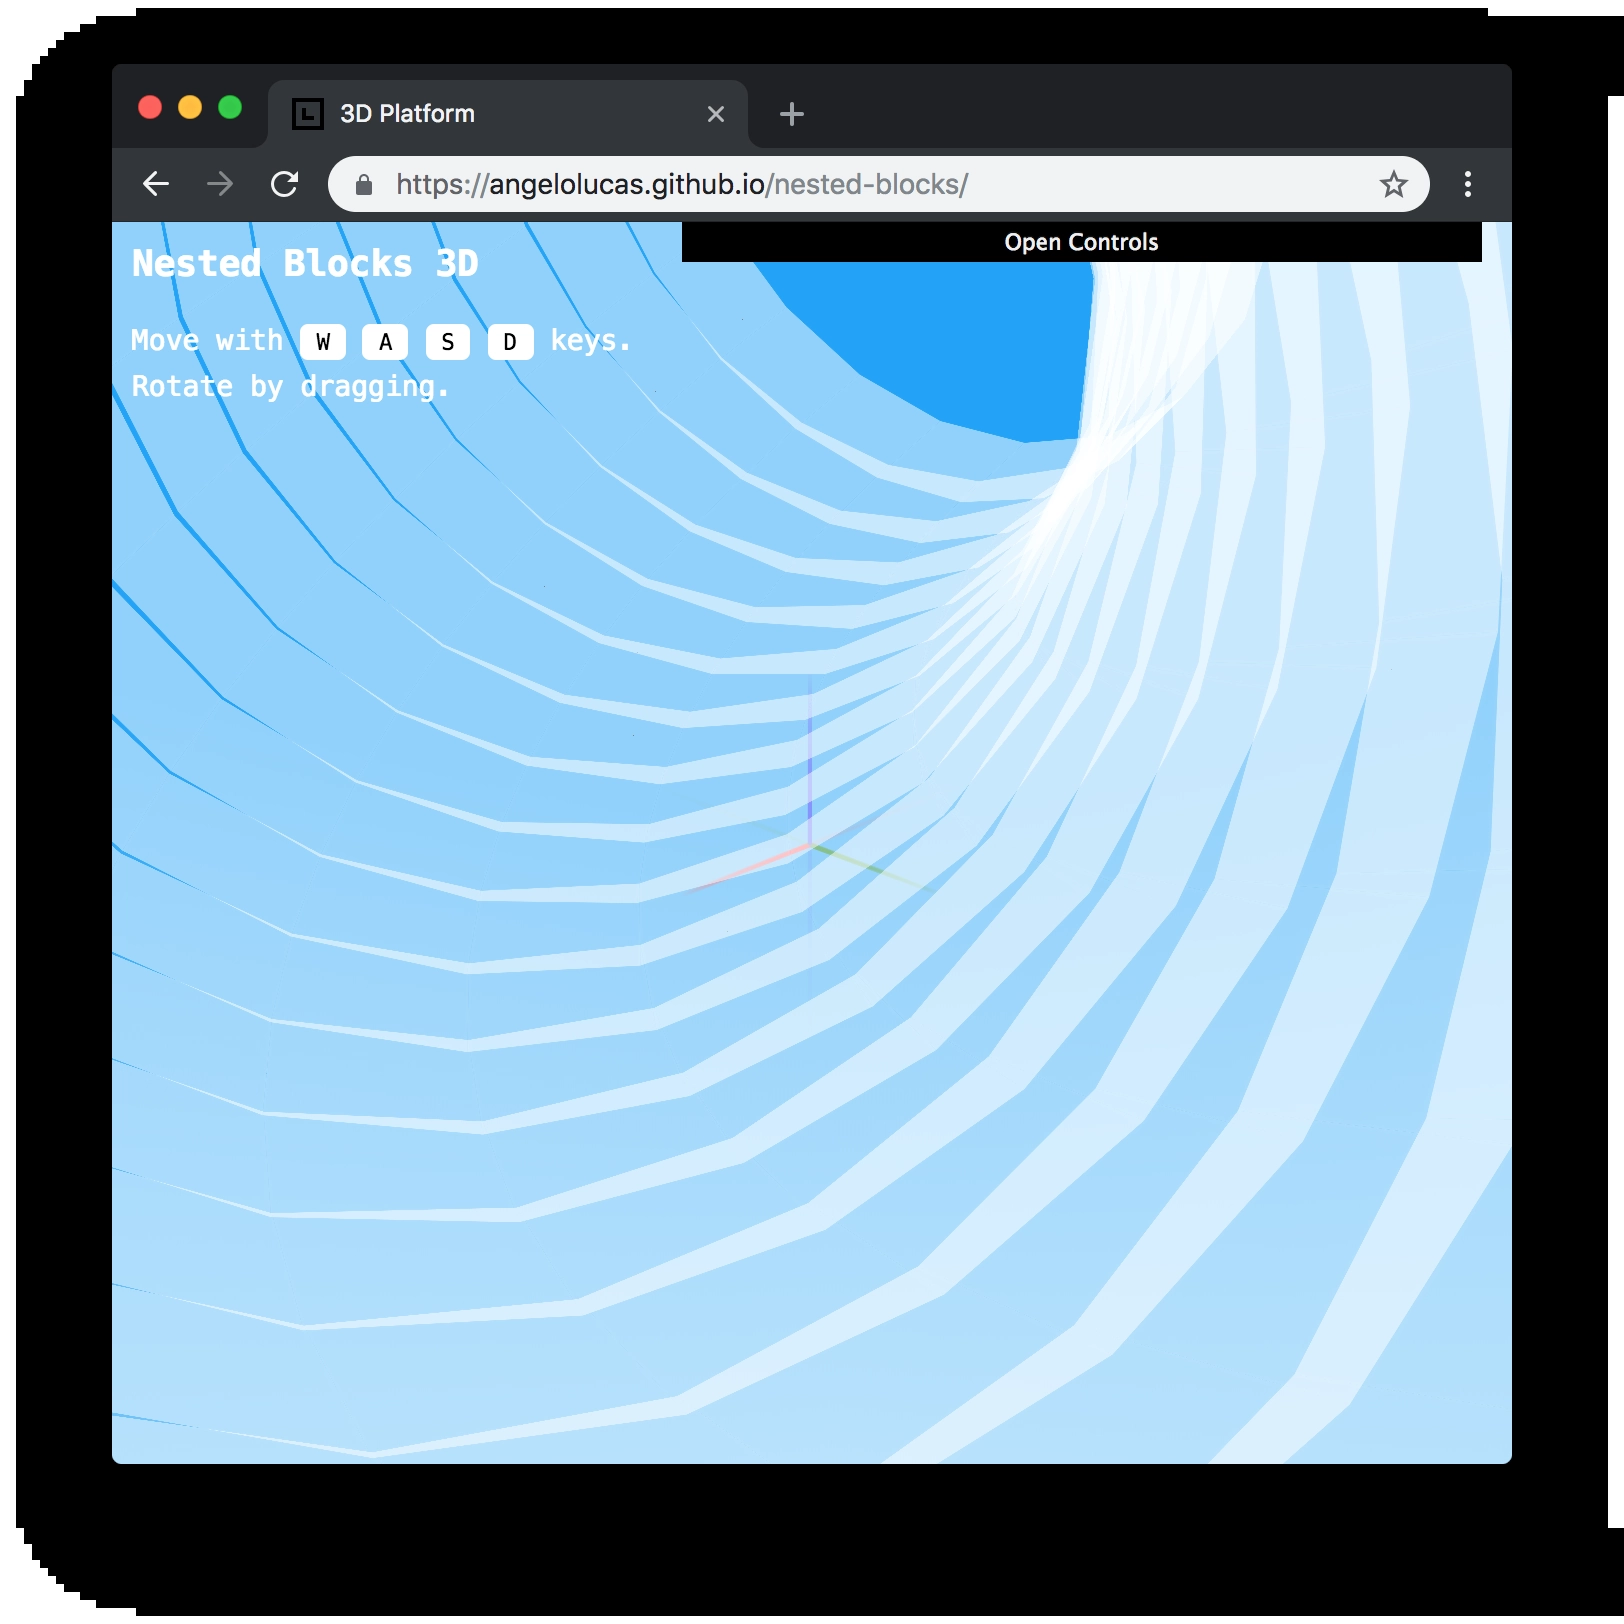 3D Platform
https://angelolucas.github.io/nested-blocks/
Open Controls
Nested Blocks 3D
Move with W A S D keys.
Rotate by dragging.